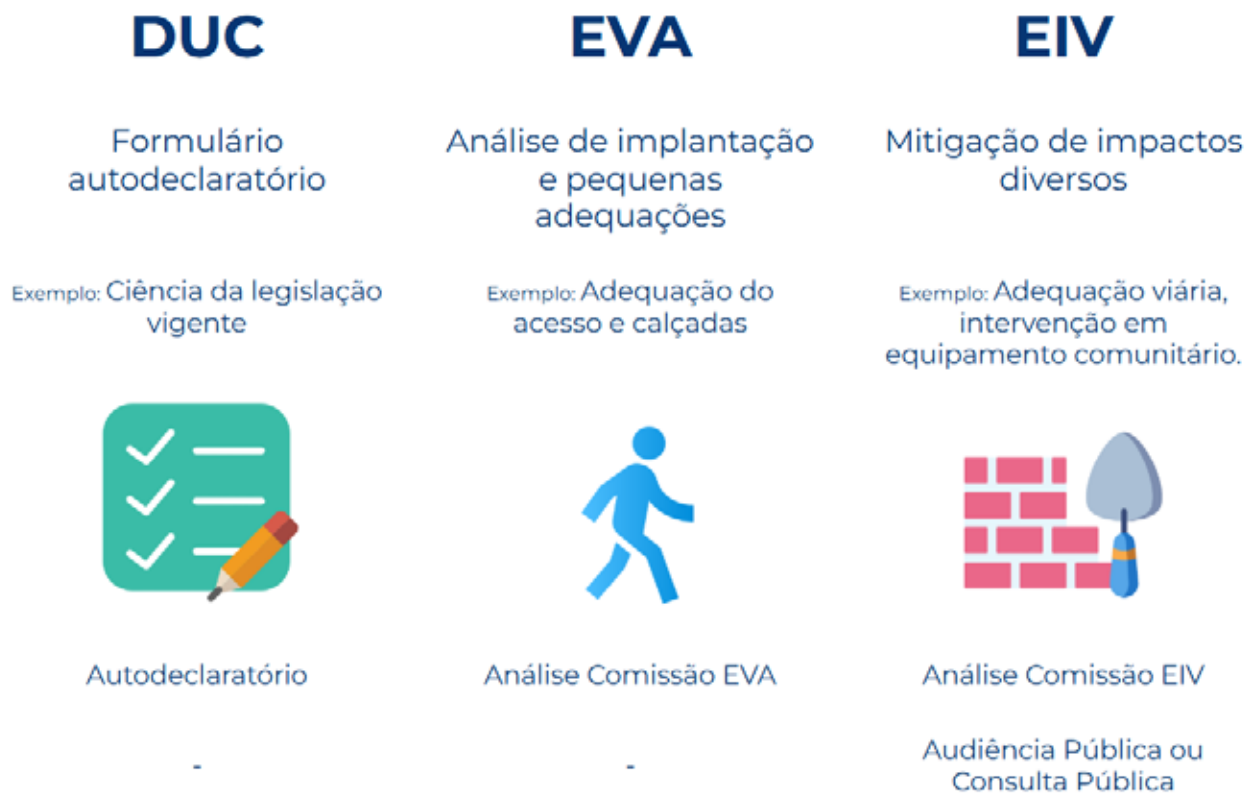 DUC
Formulário
autodeclaratório
Exemplo: Ciência da legislação
vigente
Autodeclaratório
-
EVA
Análise de implantação
e pequenas
adequações
Exemplo: Adequação do
acesso e calçadas
Análise Comissão EVA
-
EIV
Mitigação de impactos
diversos
Exemplo: Adequação viária,
intervenção em
equipamento comunitário.
Análise Comissão EIV
Audiência Pública ou
Consulta Pública